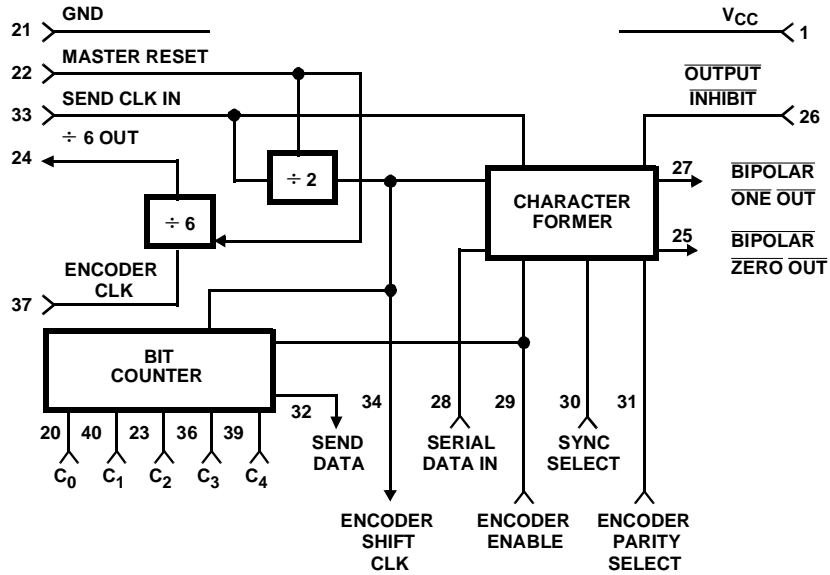 21 GND
V_CC 1
22 MASTER RESET
OUTPUT
INHIBIT 26
33 SEND CLK IN
÷ 6 OUT
24
÷ 2
÷ 6
CHARACTER
FORMER
27 BIPOLAR
ONE OUT
25 BIPOLAR
ZERO OUT
ENCODER
CLK
37
BIT
COUNTER
32
SEND
DATA
34
28
SERIAL
DATA IN
29
30
SYNC
SELECT
31
20 40 23 36 39
C0 C1 C2 C3 C4
ENCODER
SHIFT
CLK
ENCODER
ENABLE
ENCODER
PARITY
SELECT